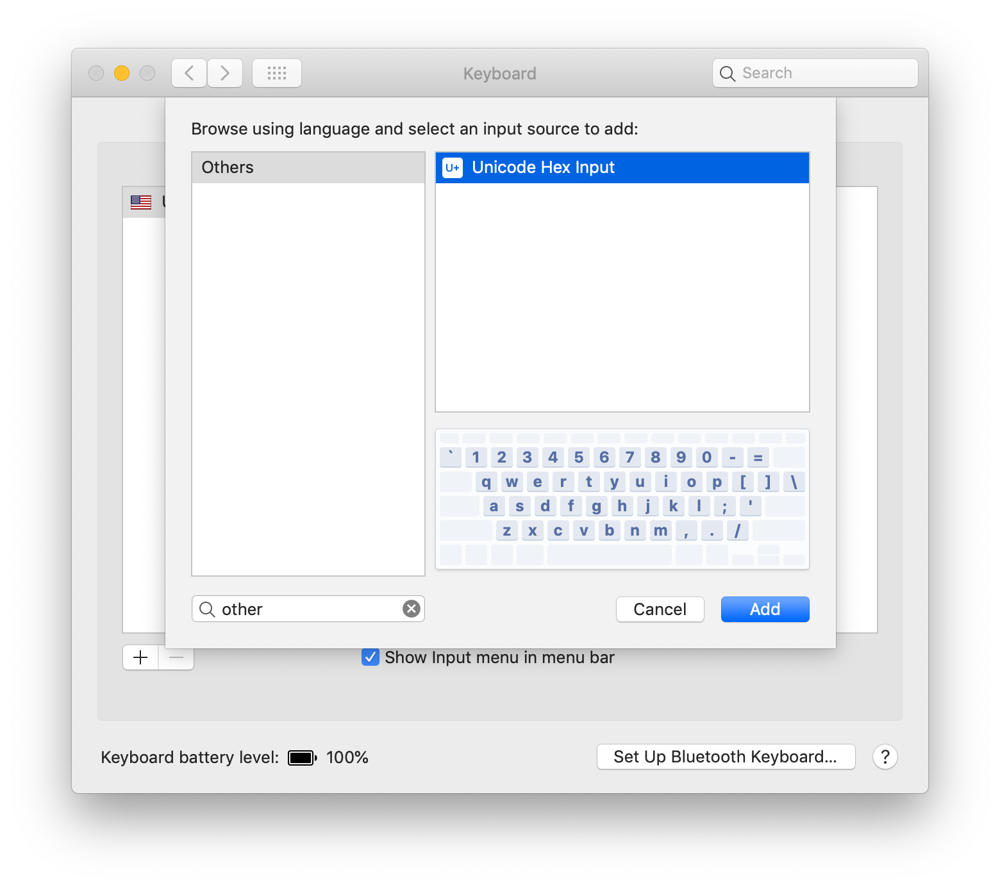 Keyboard
Search
Browse using language and select an input source to add:
Others
U+ Unicode Hex Input
` 1 2 3 4 5 6 7 8 9 0 - =
q w e r t y u i o p [ ] \
a s d f g h j k l ; '
z x c v b n m , . /
other
Cancel
Add
Show Input menu in menu bar
Keyboard battery level: 100%
Set Up Bluetooth Keyboard...
?